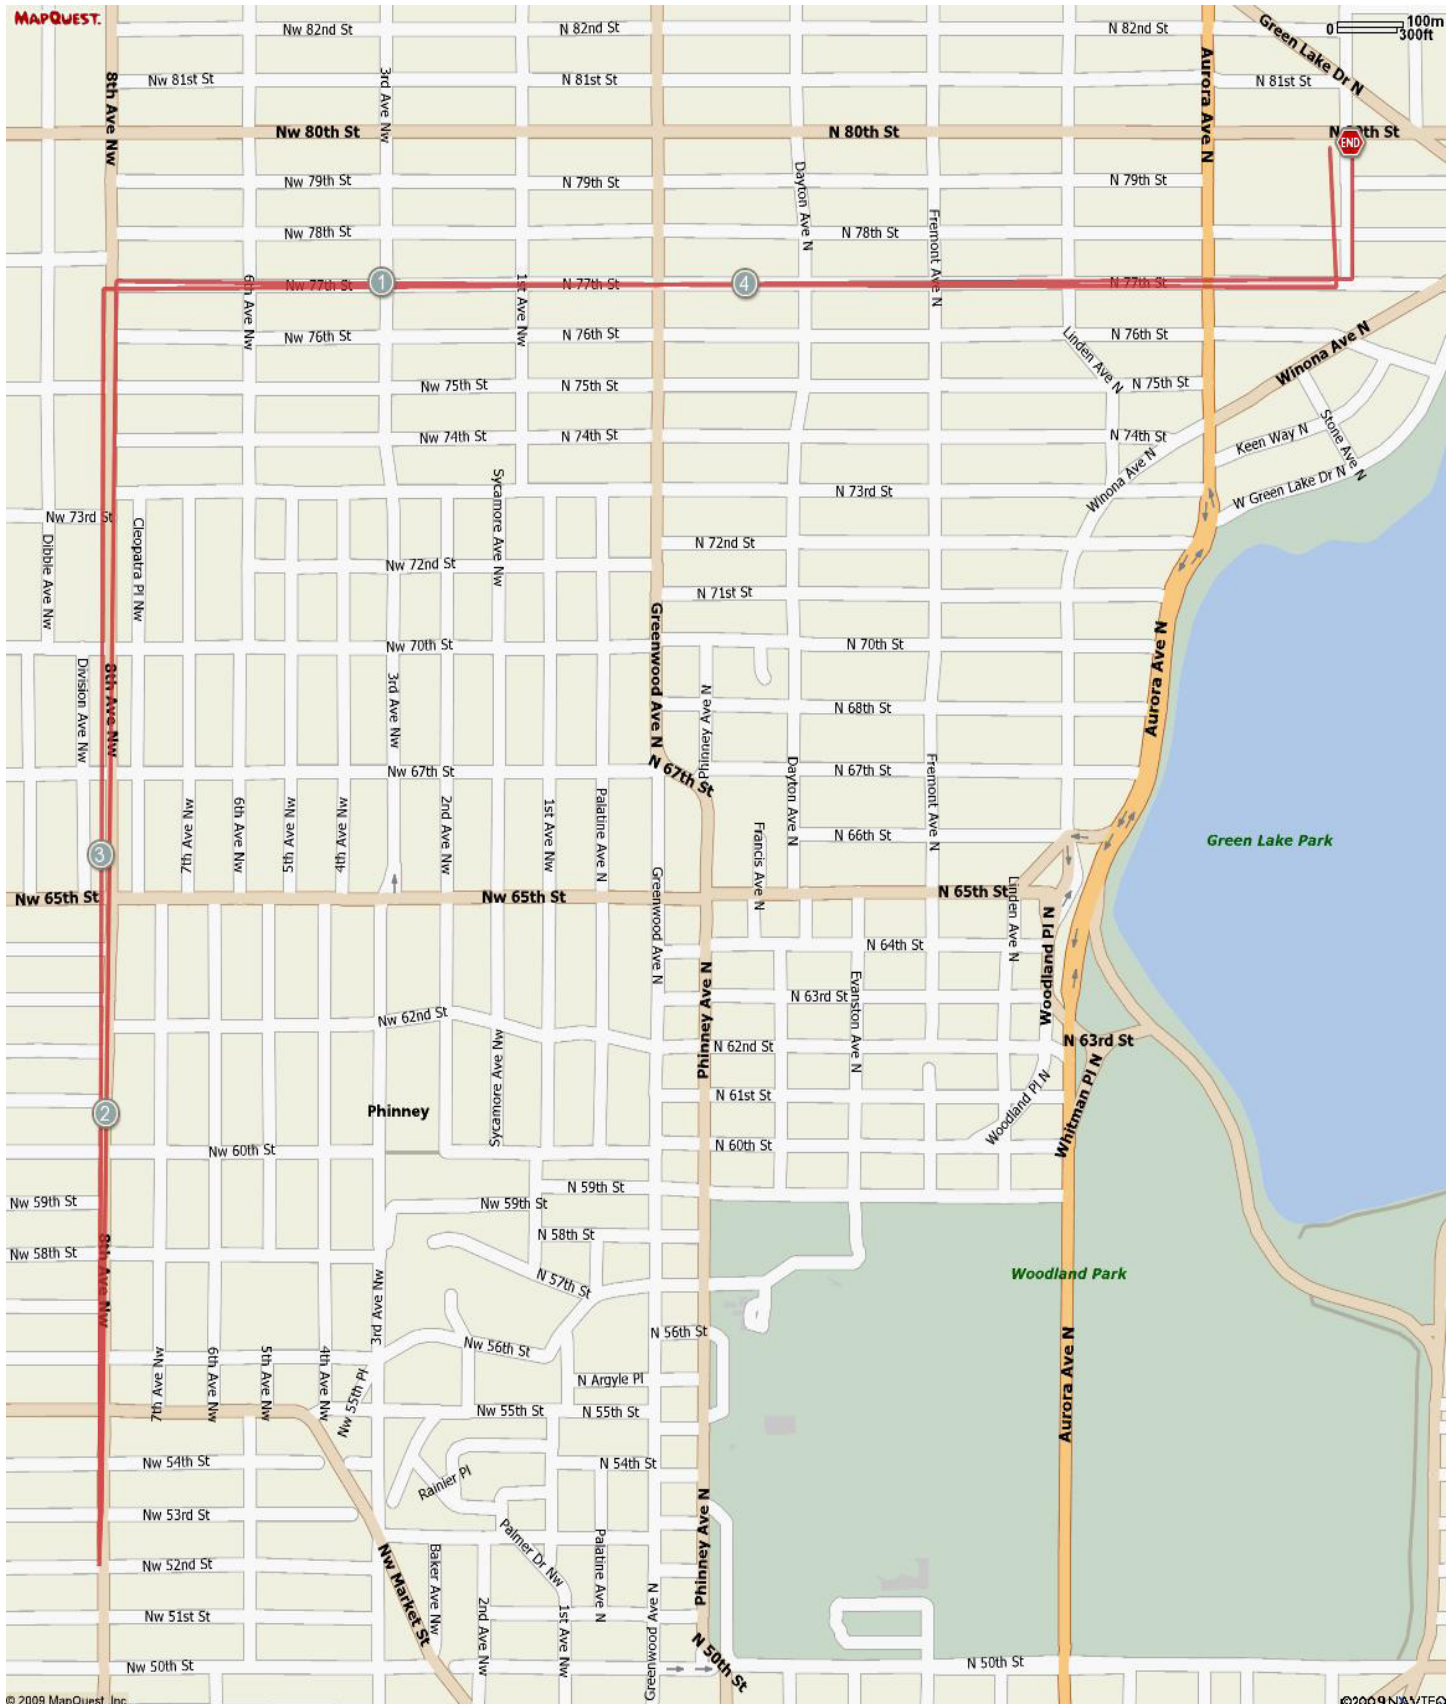 MAPQUEST.
Nw 82nd St
N 82nd St
N 82nd St
Green Lake Dr N
0
100m
300ft
8th Ave Nw
Nw 81st St
3rd Ave Nw
N 81st St
Aurora Ave N
N 81st St
Nw 80th St
N 80th St
END
Nw 79th St
N 79th St
Dayton Ave N
N 79th St
Nw 78th St
N 78th St
Fremont Ave N
6th Ave Nw
Nw 77th St
1
1st Ave Nw
N 77th St
4
N 77th St
Nw 76th St
N 76th St
Linden Ave N
N 76th St
Winona Ave N
Nw 75th St
N 75th St
N 75th St
Nw 74th St
N 74th St
N 74th St
Keen Way N
Stone Ave N
Winona Ave N
W Green Lake Dr N
Nw 73rd St
Cleopatra Pl Nw
Dibble Ave Nw
Sycamore Ave Nw
N 73rd St
N 72nd St
Nw 72nd St
N 71st St
Greenwood Ave N
Nw 70th St
N 70th St
Aurora Ave N
Division Ave Nw
8th Ave Nw
3rd Ave Nw
Phinney Ave N
N 68th St
N 67th St
Nw 67th St
N 67th St
Dayton Ave N
Fremont Ave N
7th Ave Nw
6th Ave Nw
5th Ave Nw
4th Ave Nw
2nd Ave Nw
1st Ave Nw
Palatine Ave N
Francis Ave N
N 66th St
Green Lake Park
3
Nw 65th St
Nw 65th St
Greenwood Ave N
N 65th St
Linden Ave N
Woodland Pl N
N 64th St
Phinney Ave N
N 63rd St
Evanston Ave N
Nw 62nd St
Sycamore Ave Nw
N 62nd St
N 63rd St
Whitman Pl N
Woodland Pl N
N 61st St
2
Phinney
Nw 60th St
N 60th St
Nw 59th St
N 59th St
Nw 59th St
Nw 58th St
N 58th St
8th Ave Nw
3rd Ave Nw
N 57th St
Woodland Park
N 56th St
Nw 56th St
Aurora Ave N
7th Ave Nw
6th Ave Nw
5th Ave Nw
4th Ave Nw
Nw 55th Pl
N Argyle Pl
Nw 55th St
N 55th St
Nw 54th St
Rainier Pl
N 54th St
Nw 53rd St
Palmer Dr Nw
Palatine Ave N
Phinney Ave N
Nw 52nd St
Nw Market St
Baker Ave Nw
2nd Ave Nw
1st Ave Nw
Greenwood Ave N
Nw 51st St
Nw 50th St
N 50th St
N 50th St
© 2009 MapQuest, Inc
©2009 NAVTEQ